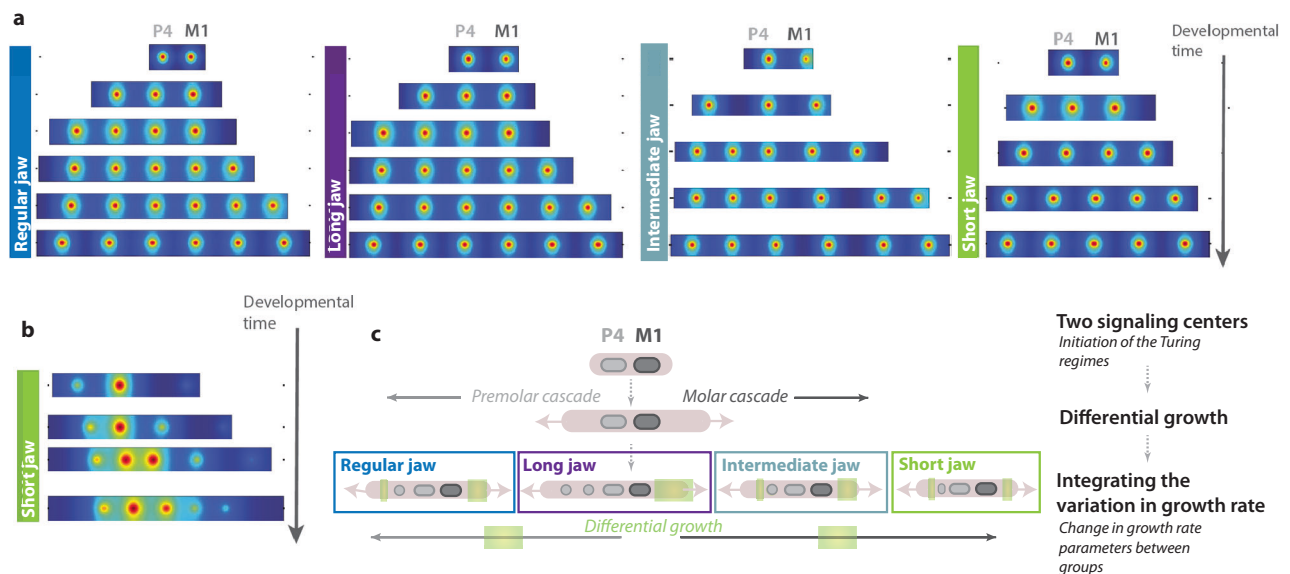 a
P4 M1
P4 M1
P4 M1
P4 M1
Developmental
time
Regular jaw
Long jaw
Intermediate jaw
Short jaw
b
Developmental
time
Short jaw
c
P4 M1
Premolar cascade
Molar cascade
Regular jaw
Long jaw
Intermediate jaw
Short jaw
Differential growth
Two signaling centers
Initiation of the Turing
regimes
Differential growth
Integrating the
variation in growth rate
Change in growth rate
parameters between
groups